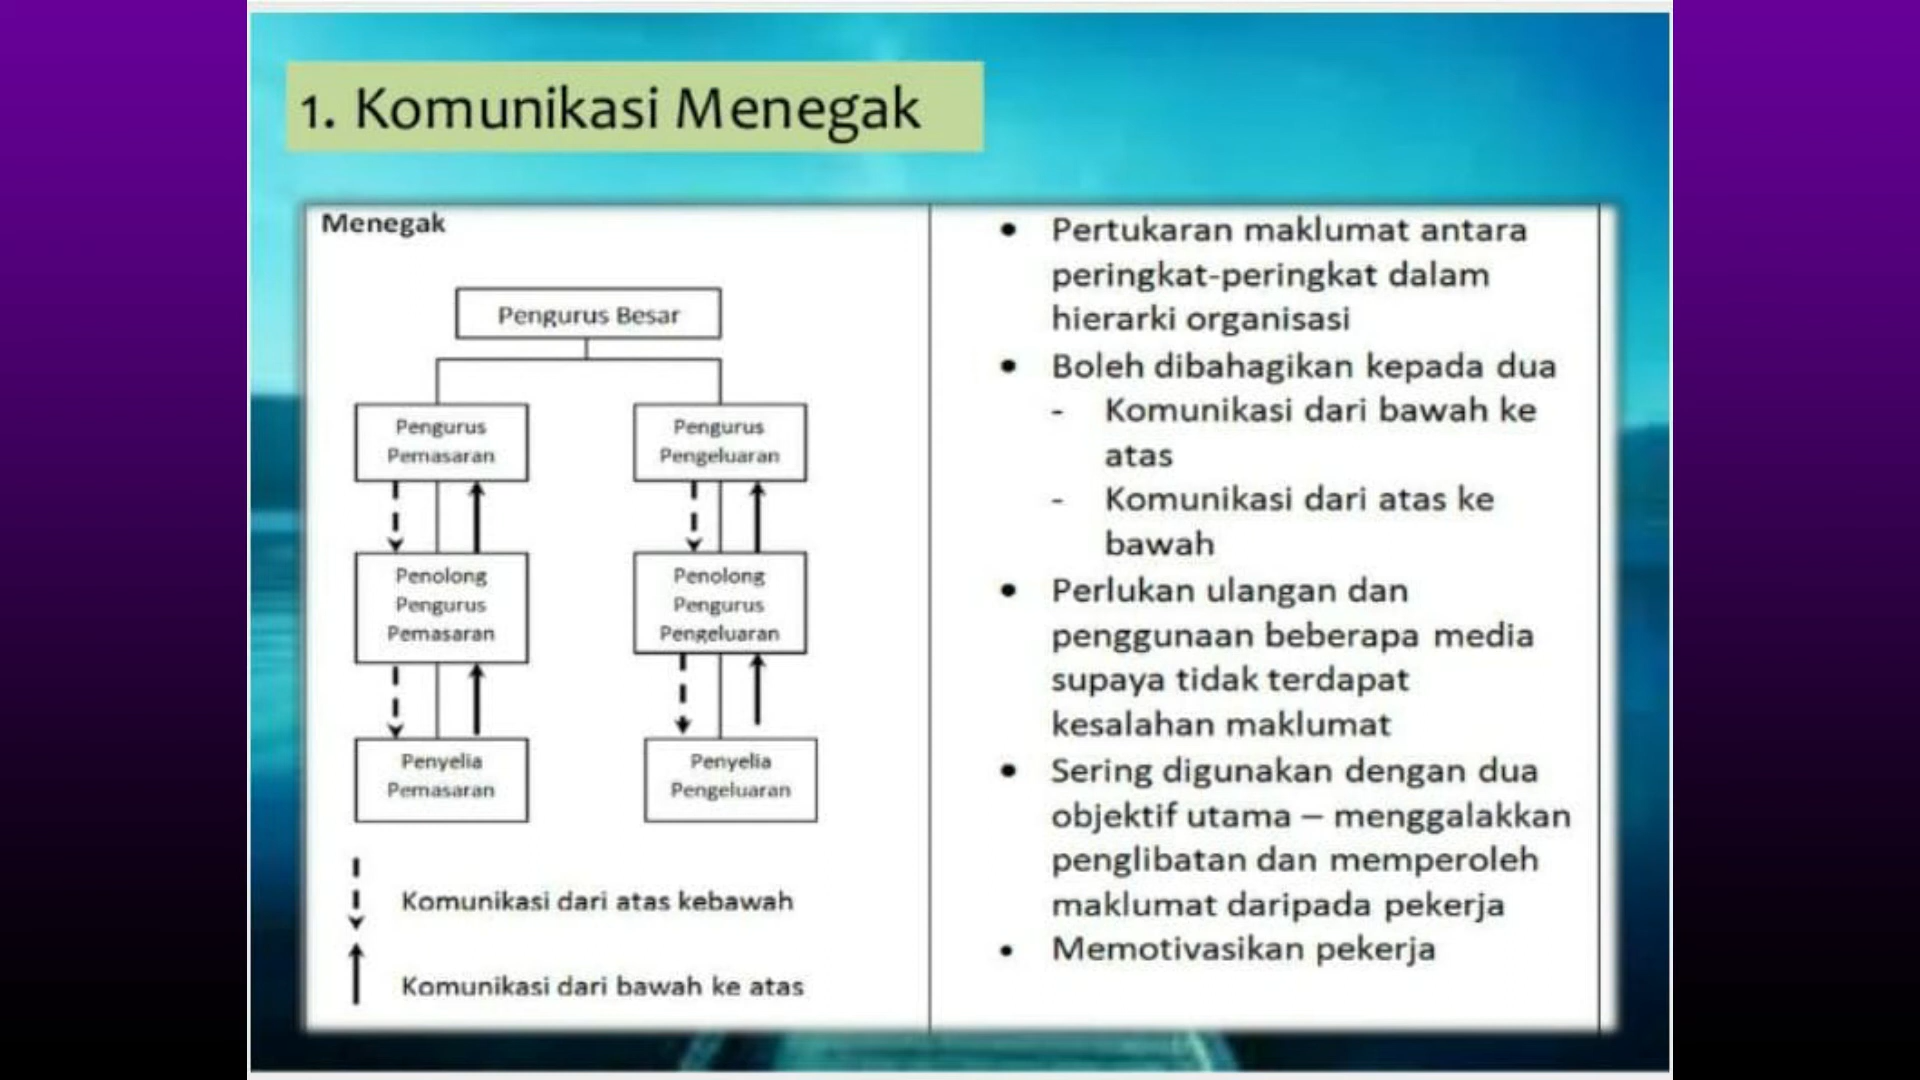 1. Komunikasi Menegak
Menegak
Pengurus Besar
Pengurus
Pemasaran
Pengurus
Pengeluaran
Penolong
Pengurus
Pemasaran
Penolong
Pengurus
Pengeluaran
Penyelia
Pemasaran
Penyelia
Pengeluaran
Komunikasi dari atas kebawah
Komunikasi dari bawah ke atas
• Pertukaran maklumat antara
peringkat-peringkat dalam
hierarki organisasi
• Boleh dibahagikan kepada dua
- Komunikasi dari bawah ke
atas
- Komunikasi dari atas ke
bawah
• Perlukan ulangan dan
penggunaan beberapa media
supaya tidak terdapat
kesalahan maklumat
• Sering digunakan dengan dua
objektif utama – menggalakkan
penglibatan dan memperoleh
maklumat daripada pekerja
• Memotivasikan pekerja